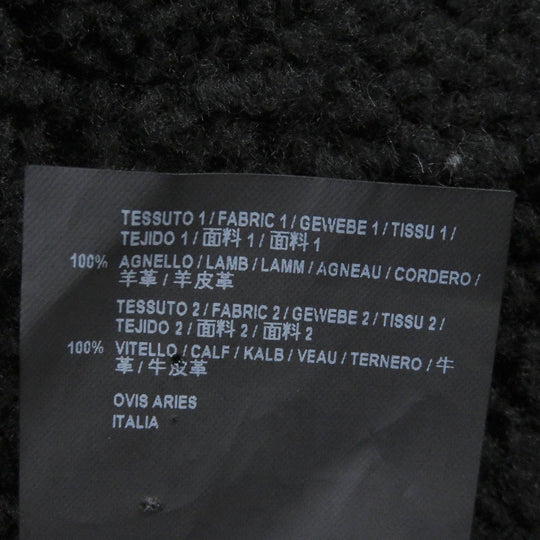 TESSUTO 1 / FABRIC 1 / GEWEBE 1 / TISSU 1 /
TEJIDO 1 / 面料 1 / 面料 1
100% AGNELLO / LAMB / LAMM / AGNEAU / CORDERO /
羊革 / 羊皮革
TESSUTO 2 / FABRIC 2 / GEWEBE 2 / TISSU 2 /
TEJIDO 2 / 面料 2 / 面料 2
100% VITELLO / CALF / KALB / VEAU / TERNERO / 牛
革 / 牛皮革
OVIS ARIES
ITALIA